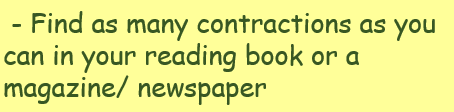 - Find as many contractions as you
can in your reading book or a
magazine/ newspaper